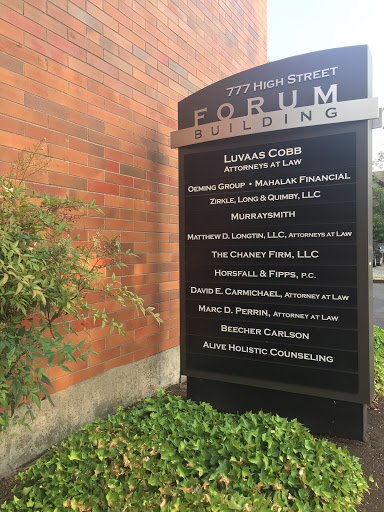 777 High Street
FORUM
BUILDING
Luvaas Cobb
Attorneys at Law
Oeming Group • Mahalak Financial
Zirkle, Long & Quimby, LLC
Murraysmith
Matthew D. Longtin, LLC, Attorneys at Law
The Chaney Firm, LLC
Horsfall & Fipps, P.C.
David E. Carmichael, Attorney at Law
Marc D. Perrin, Attorney at Law
Beecher Carlson
Alive Holistic Counseling